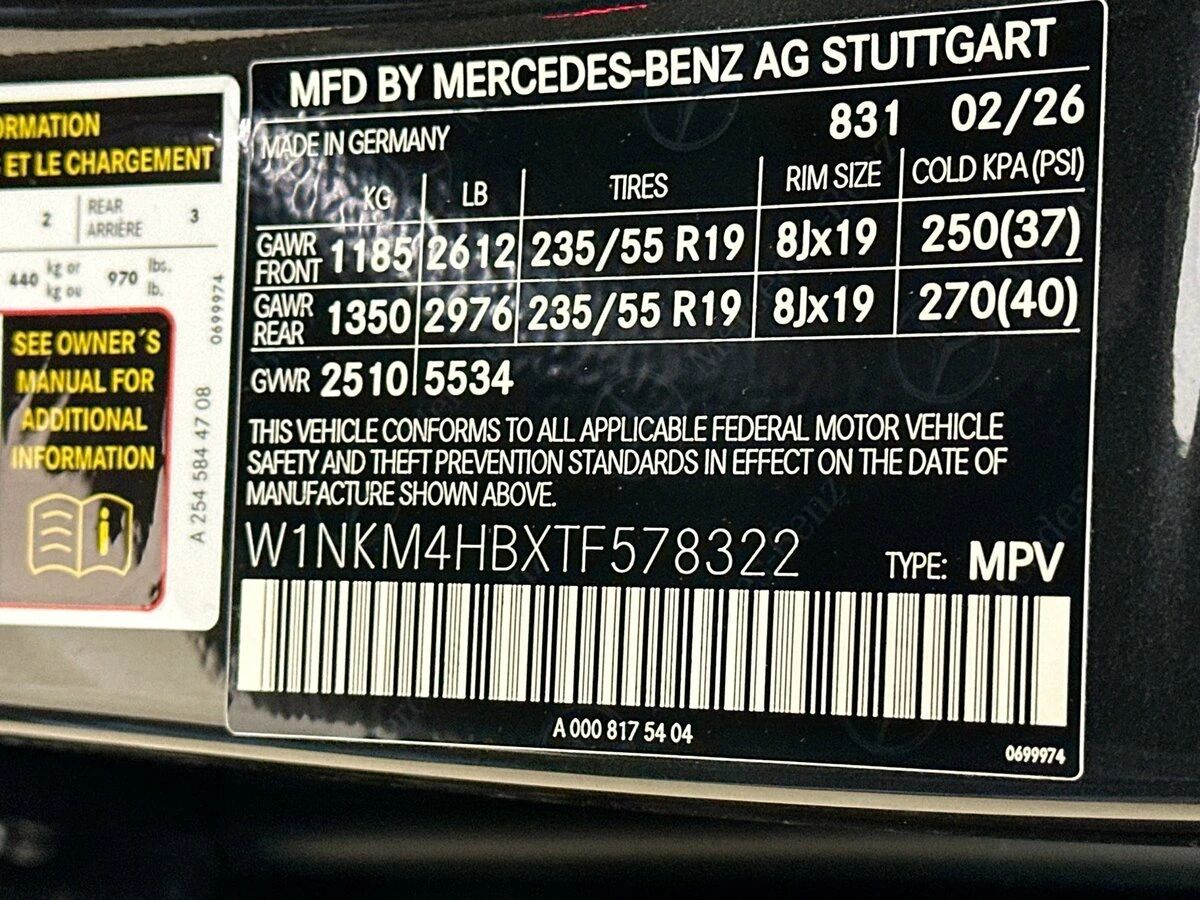 ORMATION
S ET LE CHARGEMENT
2 REAR ARRIÈRE 3
440 kg or kg ou 970 lbs. lb.
SEE OWNER´S
MANUAL FOR
ADDITIONAL
INFORMATION
A 254 584 47 08
0699974
MFD BY MERCEDES-BENZ AG STUTTGART
MADE IN GERMANY 831 02/26
KG LB TIRES RIM SIZE COLD KPA (PSI)
GAWR FRONT 1185 2612 235/55 R19 8Jx19 250(37)
GAWR REAR 1350 2976 235/55 R19 8Jx19 270(40)
GVWR 2510 5534
THIS VEHICLE CONFORMS TO ALL APPLICABLE FEDERAL MOTOR VEHICLE
SAFETY AND THEFT PREVENTION STANDARDS IN EFFECT ON THE DATE OF
MANUFACTURE SHOWN ABOVE.
W1NKM4HBXTF578322 TYPE: MPV
A 000 817 54 04
0699974